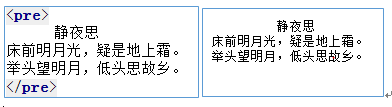 <pre>
静夜思
床前明月光，疑是地上霜。
举头望明月，低头思故乡。
</pre>
静夜思
床前明月光，疑是地上霜。
举头望明月，低头思故乡。